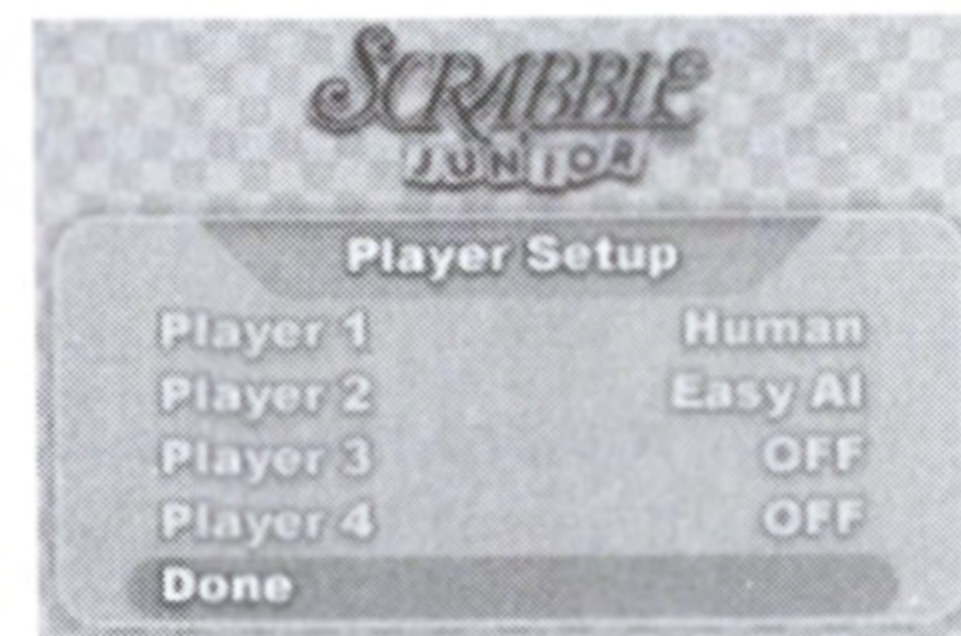 SCRABBLE
JUNIOR
Player Setup
Player 1 Human
Player 2 Easy AI
Player 3 OFF
Player 4 OFF
Done